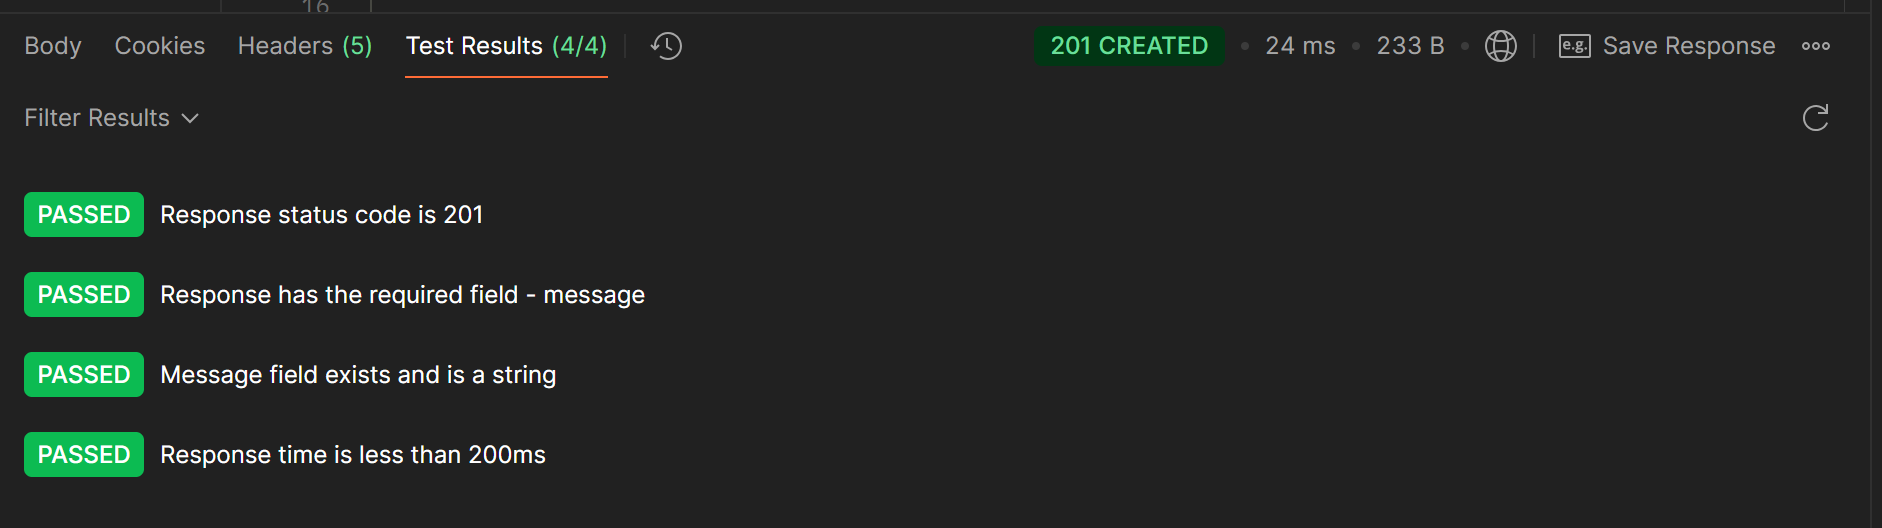 16
Body Cookies Headers (5) Test Results (4/4) 201 CREATED • 24 ms • 233 B • e.g. Save Response
Filter Results
PASSED Response status code is 201
PASSED Response has the required field - message
PASSED Message field exists and is a string
PASSED Response time is less than 200ms